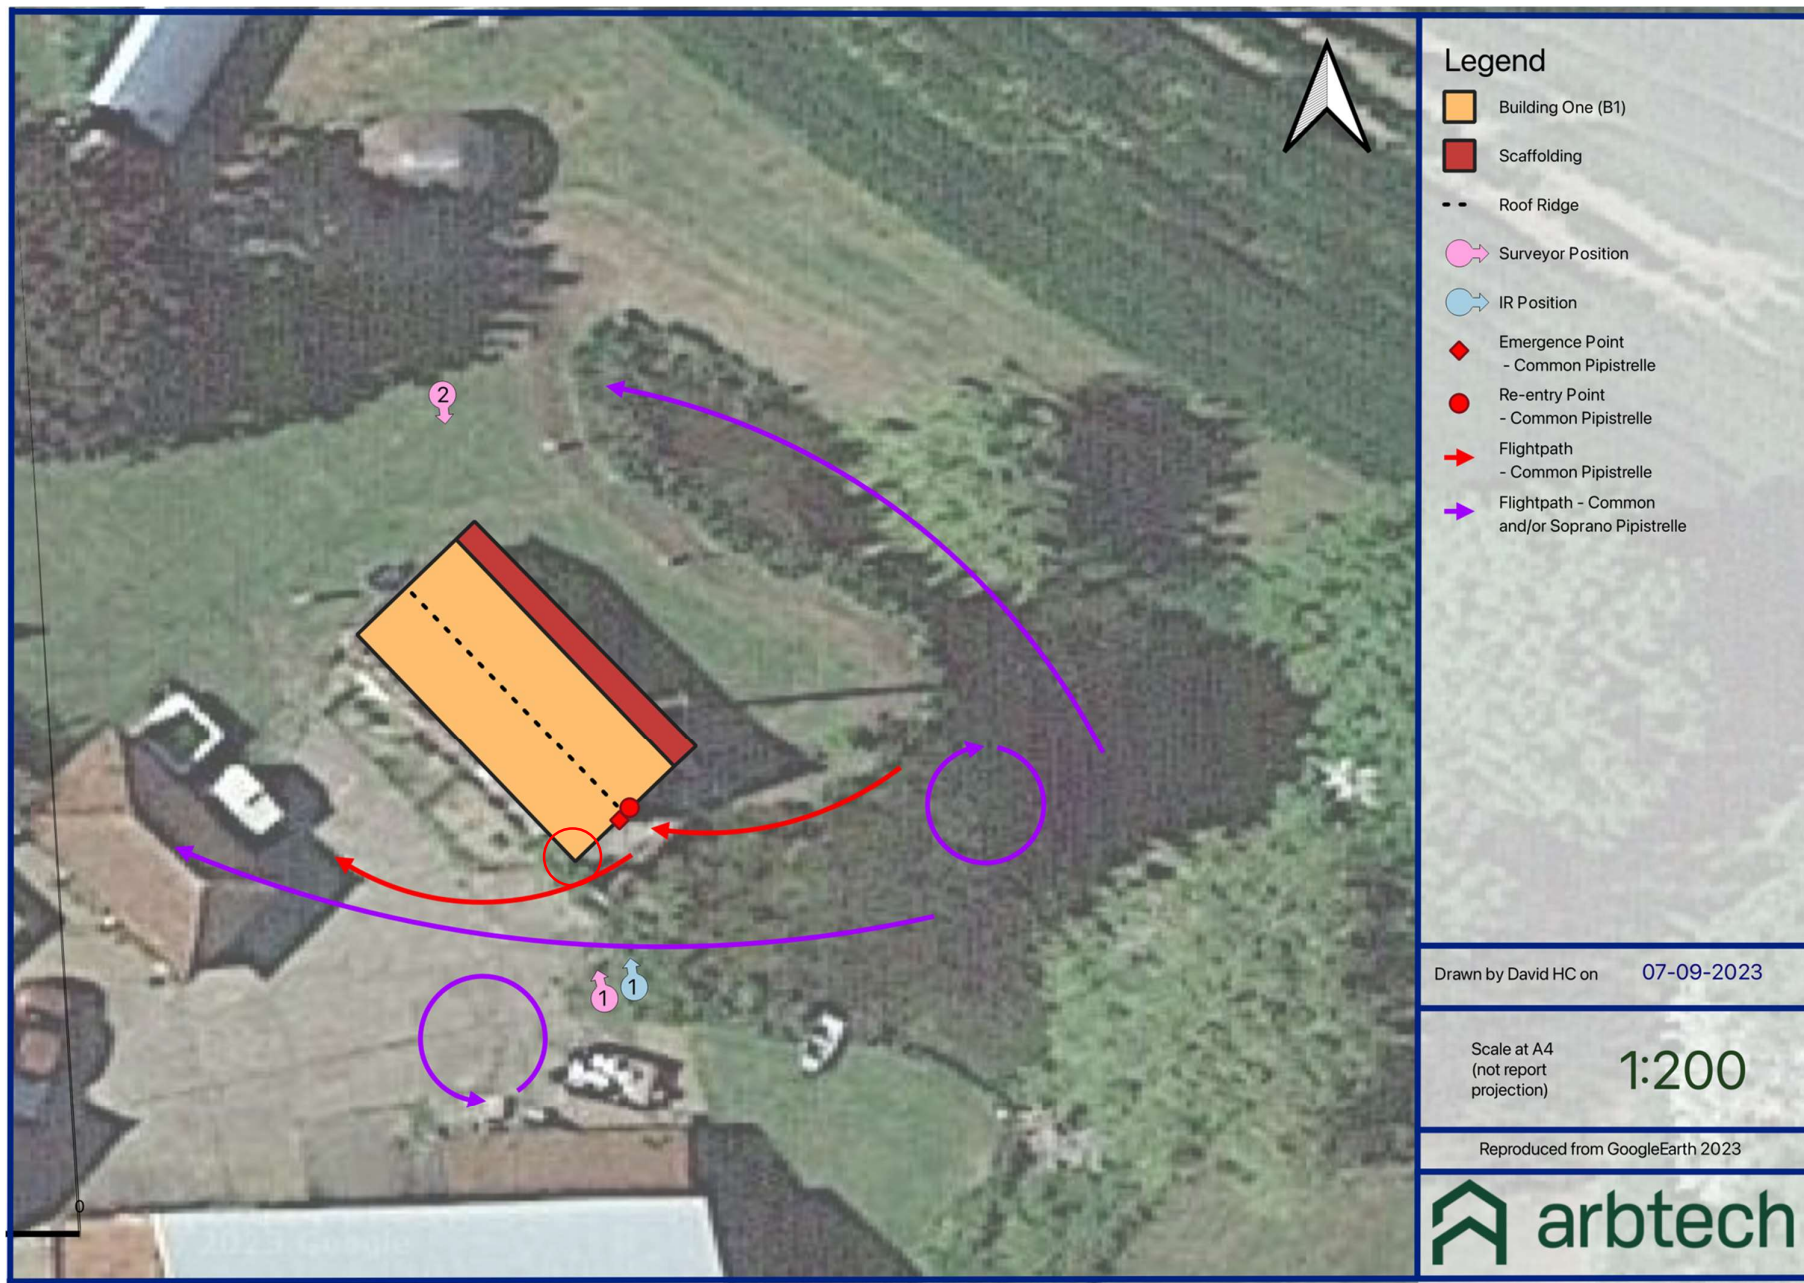 Legend
Building One (B1)
Scaffolding
Roof Ridge
Surveyor Position
IR Position
Emergence Point
- Common Pipistrelle
Re-entry Point
- Common Pipistrelle
Flightpath
- Common Pipistrelle
Flightpath - Common
and/or Soprano Pipistrelle
2
1
1
0
2023 Google
Drawn by David HC on 07-09-2023
Scale at A4
(not report
projection)
1:200
Reproduced from GoogleEarth 2023
arbtech